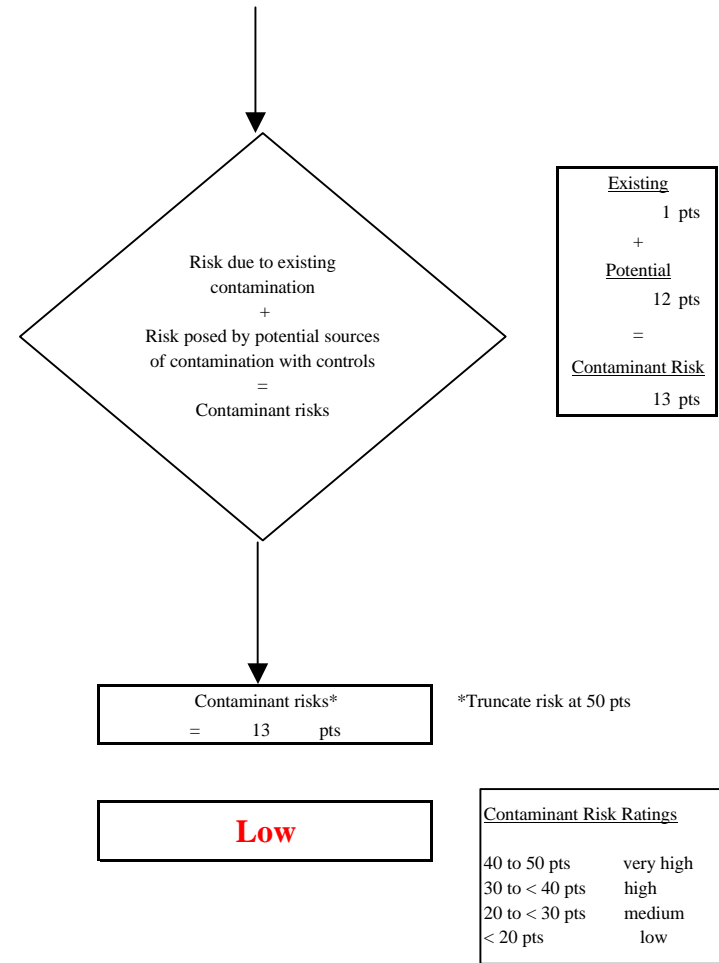 Risk due to existing
contamination
+
Risk posed by potential sources
of contamination with controls
=
Contaminant risks
Existing
1 pts
+
Potential
12 pts
=
Contaminant Risk
13 pts
Contaminant risks*
= 13 pts
*Truncate risk at 50 pts
Low
Contaminant Risk Ratings
40 to 50 pts very high
30 to < 40 pts high
20 to < 30 pts medium
< 20 pts low